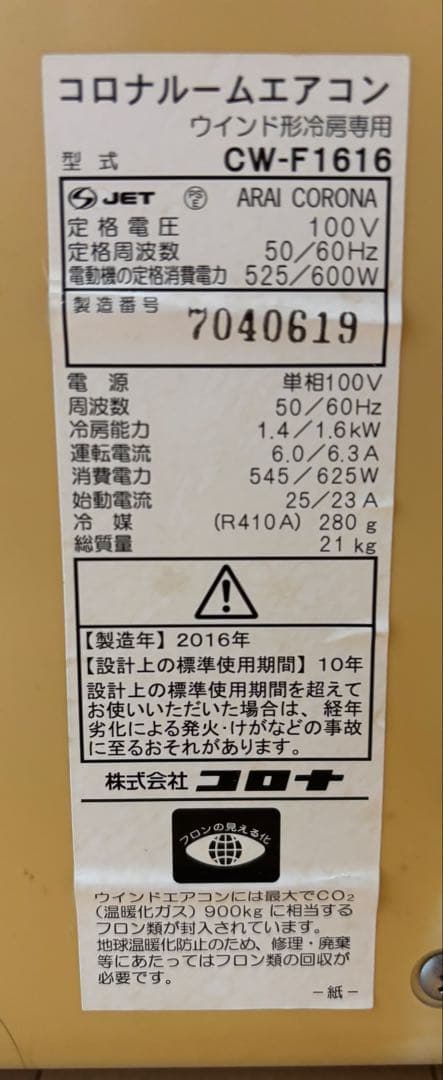 コロナルームエアコン
ウインド形冷房専用
型式 CW-F1616
JET PSE ARAI CORONA
定格電圧 100V
定格周波数 50/60Hz
電動機の定格消費電力 525/600W
製造番号 7040619
電源 単相100V
周波数 50/60Hz
冷房能力 1.4/1.6kW
運転電流 6.0/6.3A
消費電力 545/625W
始動電流 25/23A
冷媒 (R410A) 280g
総質量 21kg
【製造年】2016年
【設計上の標準使用期間】10年
設計上の標準使用期間を超えて
お使いいただいた場合は、経年
劣化による発火・けがなどの事故
に至るおそれがあります。
株式会社 コロナ
フロンの見える化
ウインドエアコンには最大でCO₂
(温暖化ガス) 900kgに相当する
フロン類が封入されています。
地球温暖化防止のため、修理・廃棄
等にあたってはフロン類の回収が
必要です。
-紙-